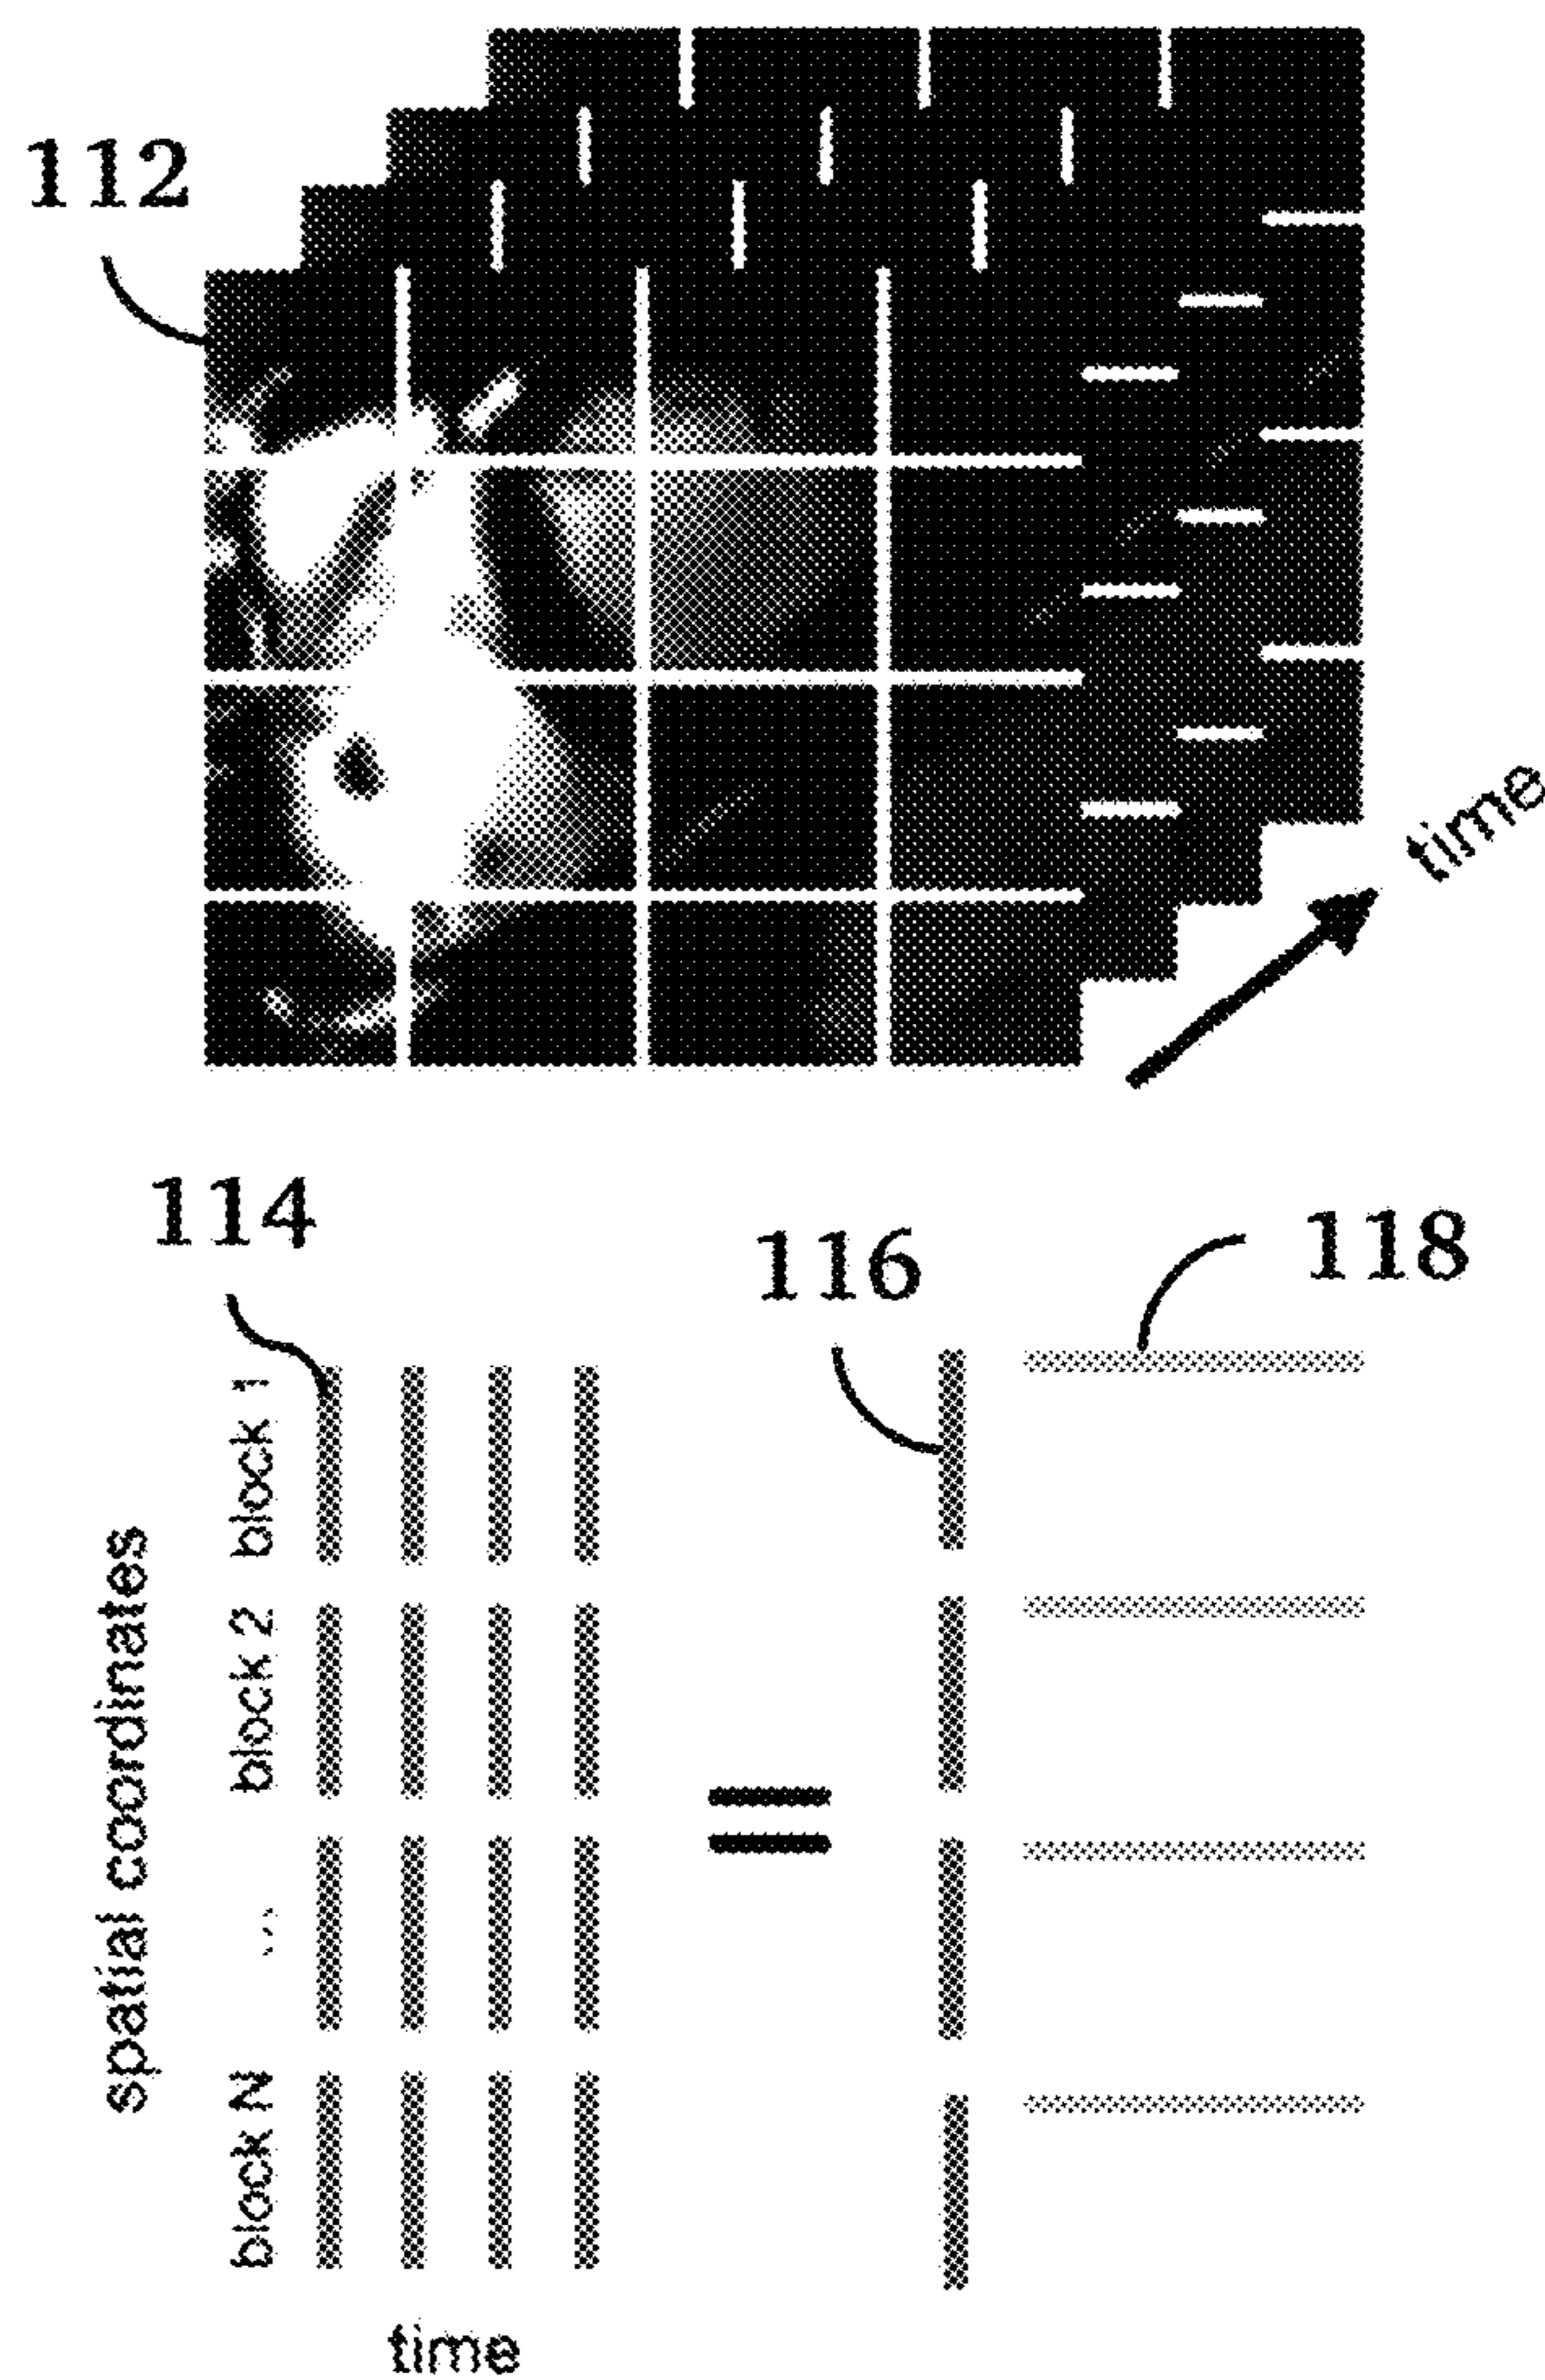 112
time
114
116
118
spatial coordinates
block 1
block 2
...
block N
time